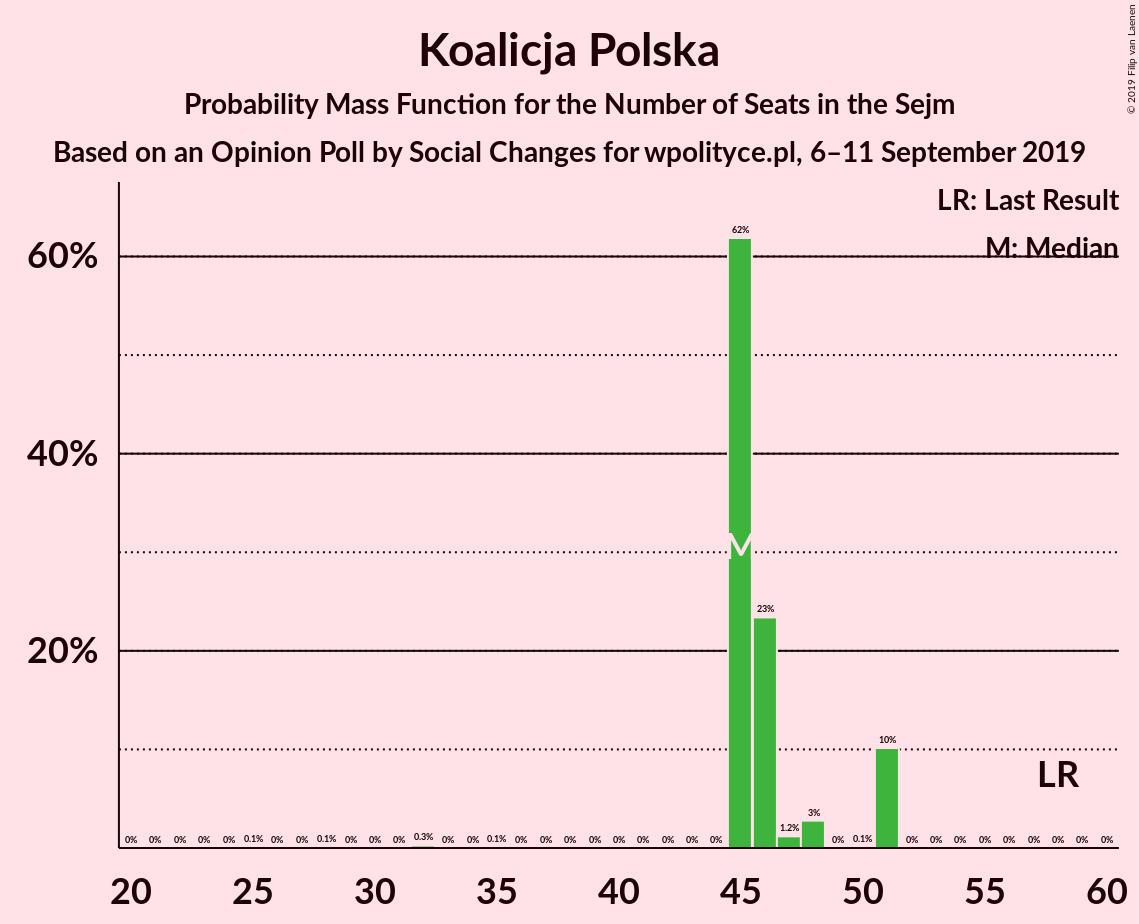 Koalicja Polska
Probability Mass Function for the Number of Seats in the Sejm
Based on an Opinion Poll by Social Changes for wpolityce.pl, 6–11 September 2019
© 2019 Filip van Laenen
LR: Last Result
M: Median
60%
40%
20%
62%
M
23%
10%
LR
0% 0% 0% 0% 0% 0.1% 0% 0% 0.1% 0% 0% 0% 0.3% 0% 0% 0.1% 0% 0% 0% 0% 0% 0% 0% 0% 0% 1.2% 3% 0% 0.1% 0% 0% 0% 0% 0% 0% 0% 0% 0%
20 25 30 35 40 45 50 55 60